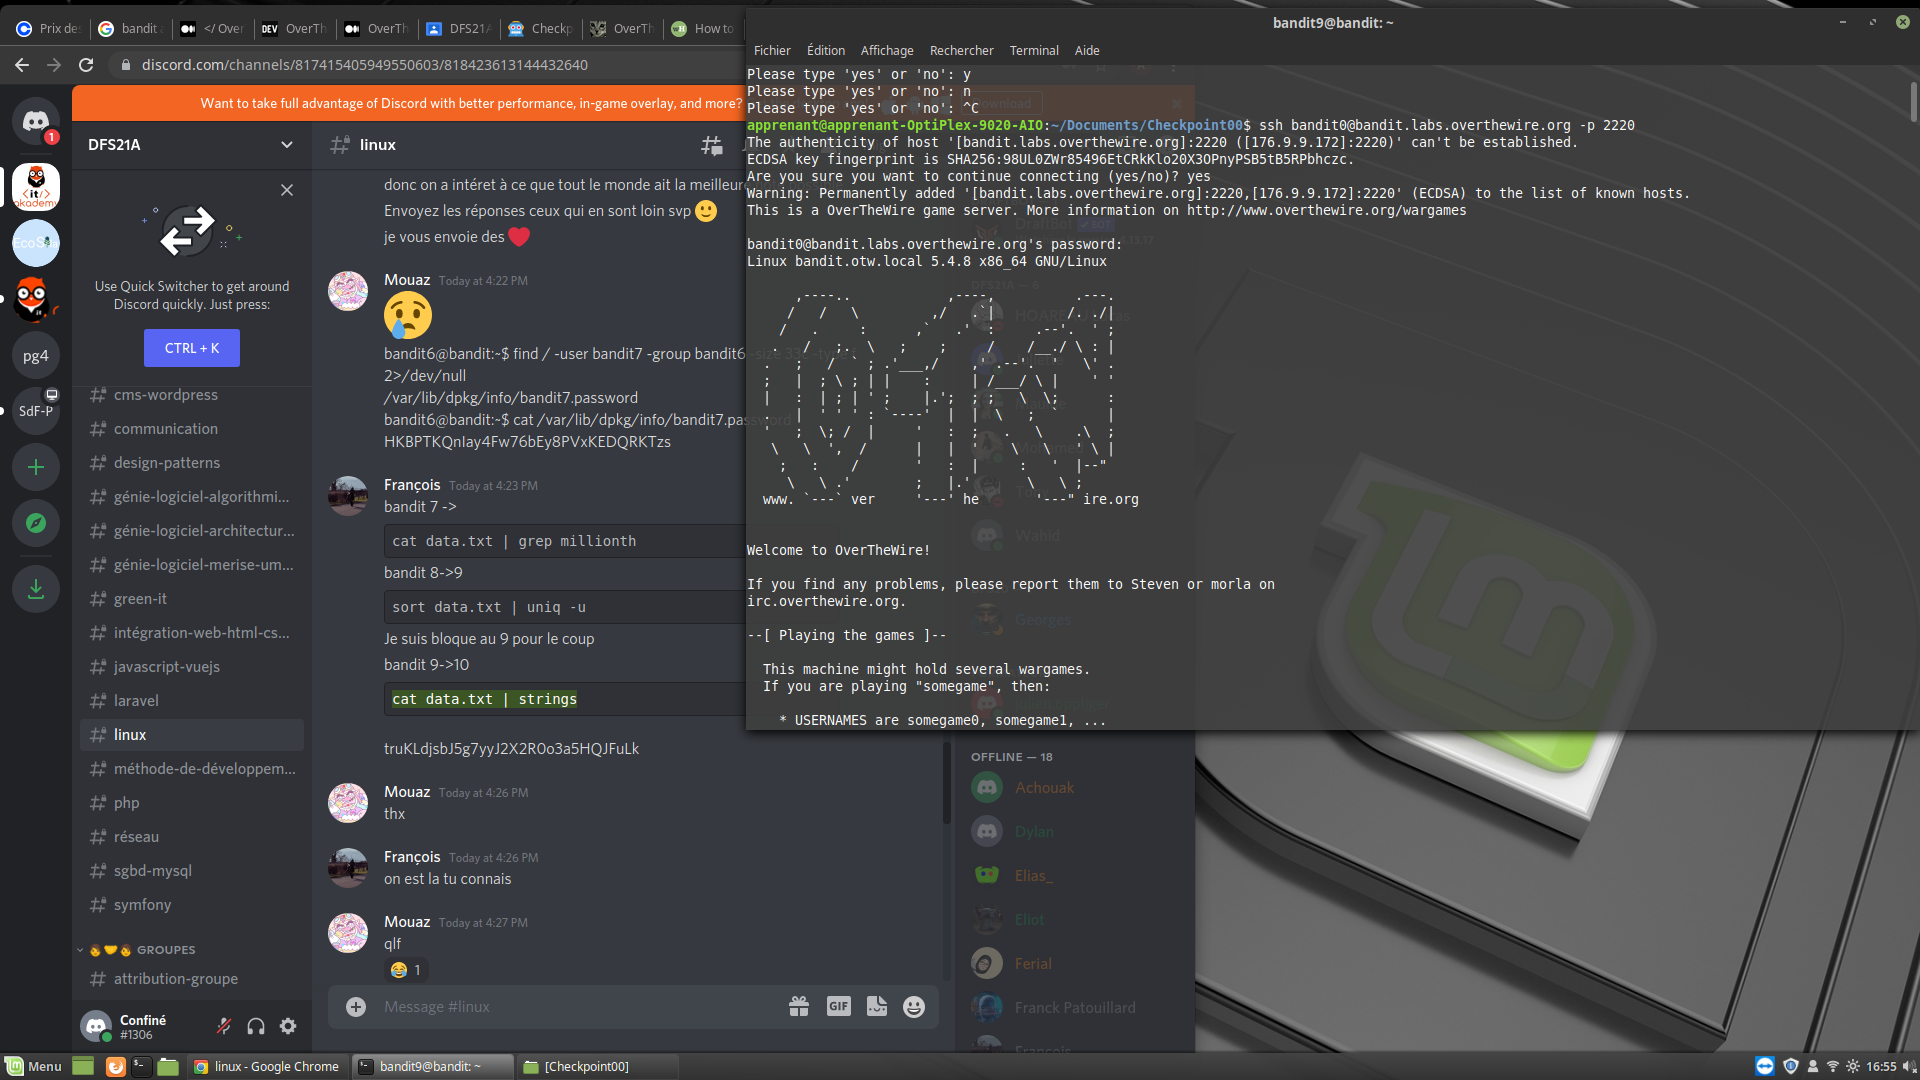 Prix de
bandit
</ Over
OverTh
OverTh
DFS21A
Checkp
OverTh
How to
discord.com/channels/817415405949550603/818423613144432640
Want to take full advantage of Discord with better performance, in-game overlay, and more?
Download
1
akademy
pg4
SdF-P
DFS21A
Use Quick Switcher to get around
Discord quickly. Just press:
CTRL + K
cms-wordpress
communication
design-patterns
génie-logiciel-algorithmi...
génie-logiciel-architectur...
génie-logiciel-merise-um...
green-it
intégration-web-html-cs...
javascript-vuejs
laravel
linux
méthode-de-développem...
php
réseau
sgbd-mysql
symfony
GROUPES
attribution-groupe
Confiné
#1306
linux
donc on a intéret à ce que tout le monde ait la meilleure
Envoyez les réponses ceux qui en sont loin svp 🙂
je vous envoie des ❤️
Mouaz Today at 4:22 PM
😢
bandit6@bandit:~$ find / -user bandit7 -group bandit6 -size 33c -type f
2>/dev/null
/var/lib/dpkg/info/bandit7.password
bandit6@bandit:~$ cat /var/lib/dpkg/info/bandit7.password
HKBPTKQnIay4Fw76bEy8PVxKEDQRKTzs
François Today at 4:23 PM
bandit 7 ->
cat data.txt | grep millionth
bandit 8->9
sort data.txt | uniq -u
Je suis bloque au 9 pour le coup
bandit 9->10
cat data.txt | strings
truKLdjsbJ5g7yyJ2X2R0o3a5HQJFuLk
Mouaz Today at 4:26 PM
thx
François Today at 4:26 PM
on est la tu connais
Mouaz Today at 4:27 PM
qlf
😂 1
Message #linux
GIF
bandit9@bandit: ~
Fichier Édition Affichage Rechercher Terminal Aide
Please type 'yes' or 'no': y
Please type 'yes' or 'no': n
Please type 'yes' or 'no': ^C
apprenant@apprenant-OptiPlex-9020-AIO:~/Documents/Checkpoint00$ ssh bandit0@bandit.labs.overthewire.org -p 2220
The authenticity of host '[bandit.labs.overthewire.org]:2220 ([176.9.9.172]:2220)' can't be established.
ECDSA key fingerprint is SHA256:98UL0ZWr85496EtCRkKlo20X3OPnyPSB5tB5RPbhczc.
Are you sure you want to continue connecting (yes/no)? yes
Warning: Permanently added '[bandit.labs.overthewire.org]:2220,[176.9.9.172]:2220' (ECDSA) to the list of known hosts.
This is a OverTheWire game server. More information on http://www.overthewire.org/wargames
bandit0@bandit.labs.overthewire.org's password:
Linux bandit.otw.local 5.4.8 x86_64 GNU/Linux
www. ver he ire.org
Welcome to OverTheWire!
If you find any problems, please report them to Steven or morla on
irc.overthewire.org.
--[ Playing the games ]--
This machine might hold several wargames.
If you are playing "somegame", then:
* USERNAMES are somegame0, somegame1, ...
Wahid
Georges
OFFLINE — 18
Achouak
Dylan
Elias_
Eliot
Ferial
Franck Patouillard
François
Menu
linux - Google Chrome
bandit9@bandit: ~
[Checkpoint00]
16:55